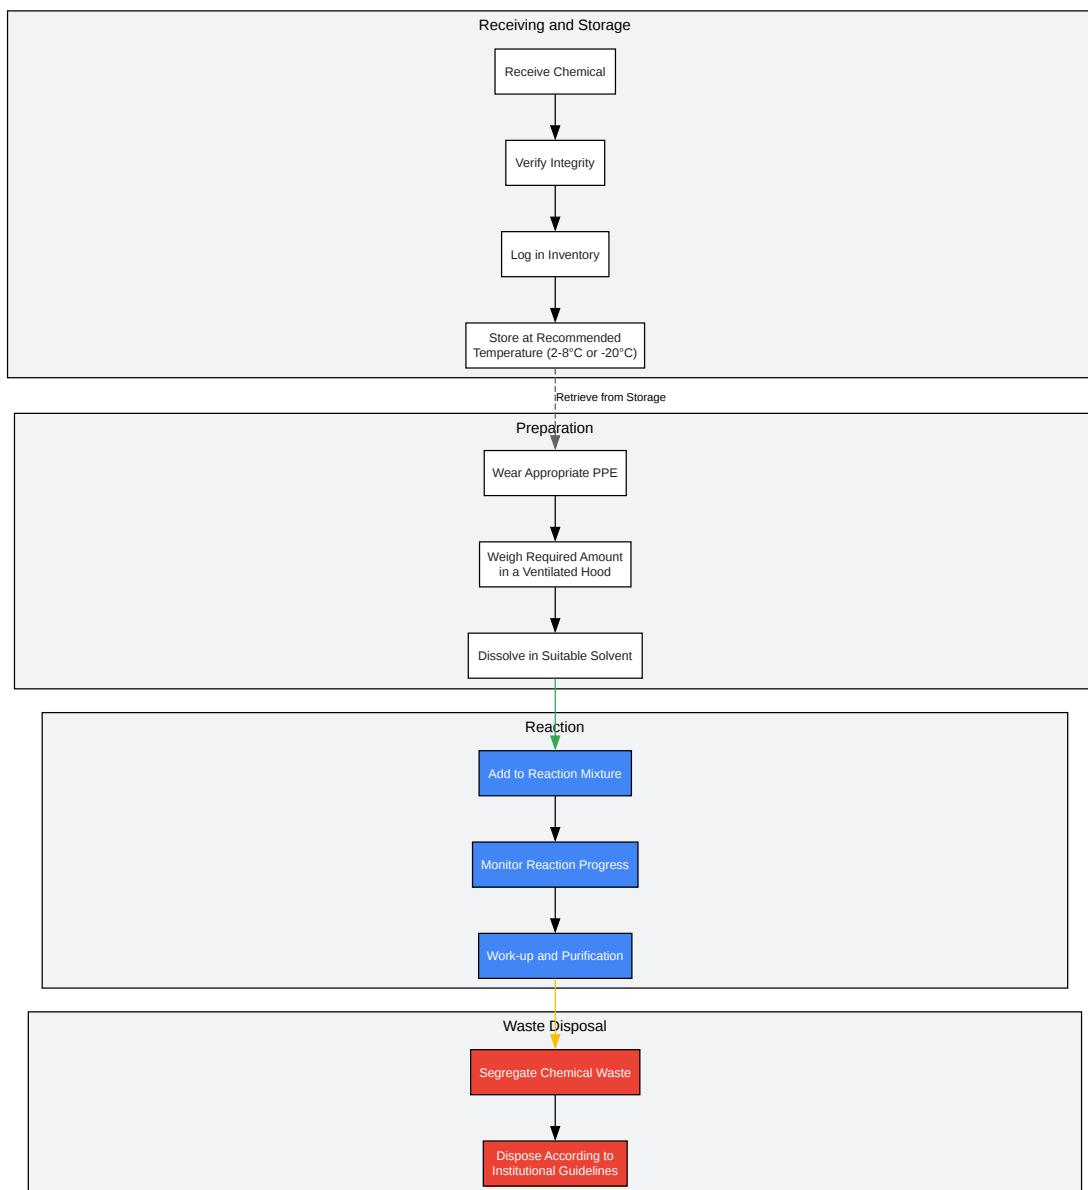 Receiving and Storage
Receive Chemical
Verify Integrity
Log in Inventory
Store at Recommended
Temperature (2-8°C or -20°C)
Retrieve from Storage
Preparation
Wear Appropriate PPE
Weigh Required Amount
in a Ventilated Hood
Dissolve in Suitable Solvent
Reaction
Add to Reaction Mixture
Monitor Reaction Progress
Work-up and Purification
Waste Disposal
Segregate Chemical Waste
Dispose According to
Institutional Guidelines